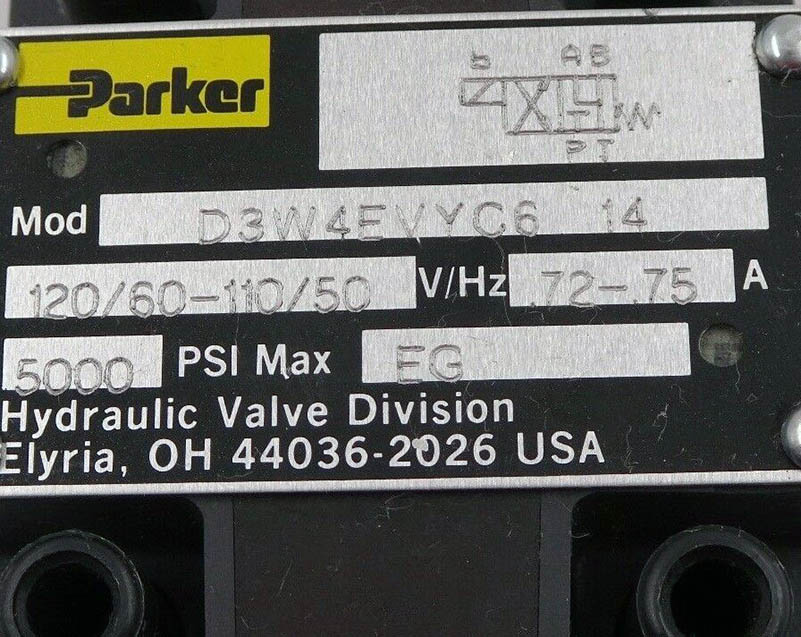 Parker
b AB
PT
Mod D3W4EVYC6 14
120/60-110/50 V/Hz .72-.75 A
5000 PSI Max EG
Hydraulic Valve Division
Elyria, OH 44036-2026 USA